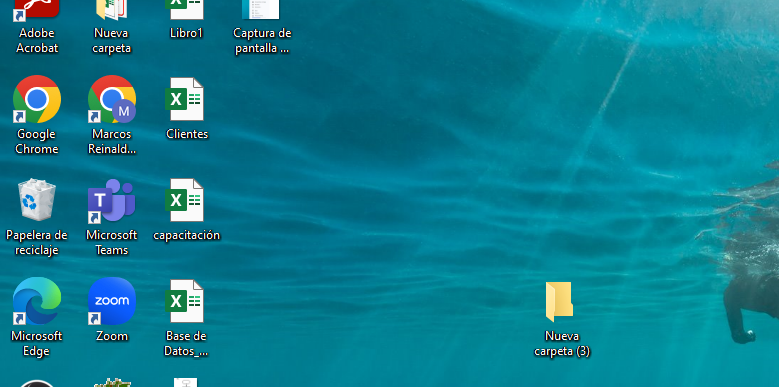 Adobe
Acrobat
Nueva
carpeta
Libro1
Captura de
pantalla ...
Google
Chrome
M
Marcos
Reinald...
X
Clientes
Papelera de
reciclaje
T
Microsoft
Teams
X
capacitación
Microsoft
Edge
zoom
Zoom
X
Base de
Datos_...
Nueva
carpeta (3)